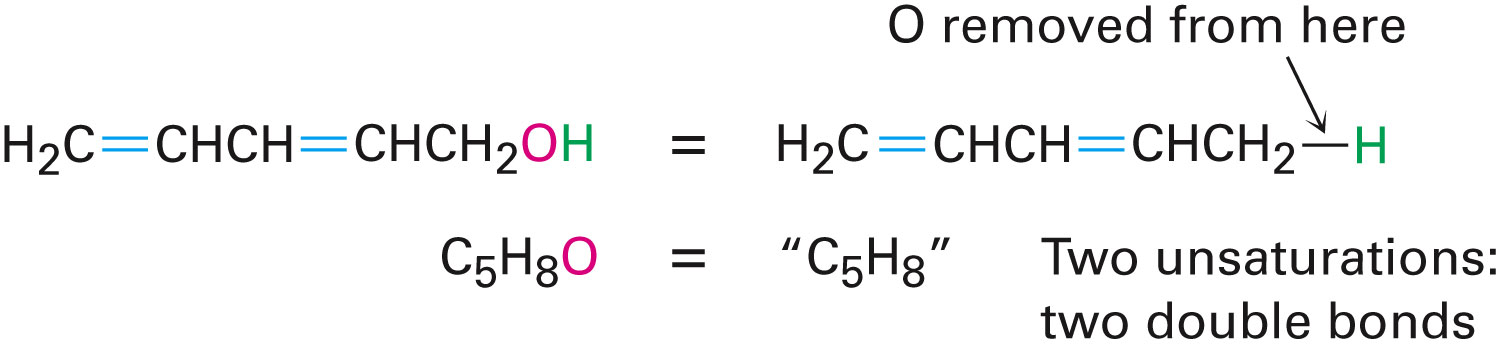 O removed from here
H₂C=CHCH=CHCH₂OH = H₂C=CHCH=CHCH₂—H
C₅H₈O = “C₅H₈” Two unsaturations:
two double bonds